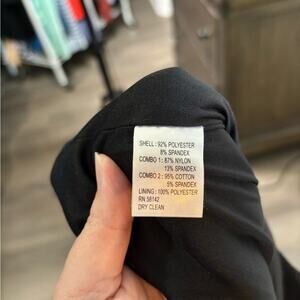 SHELL : 92% POLYESTER
8% SPANDEX
COMBO 1 : 87% NYLON
13% SPANDEX
COMBO 2 : 95% COTTON
5% SPANDEX
LINING : 100% POLYESTER
RN 58142
DRY CLEAN